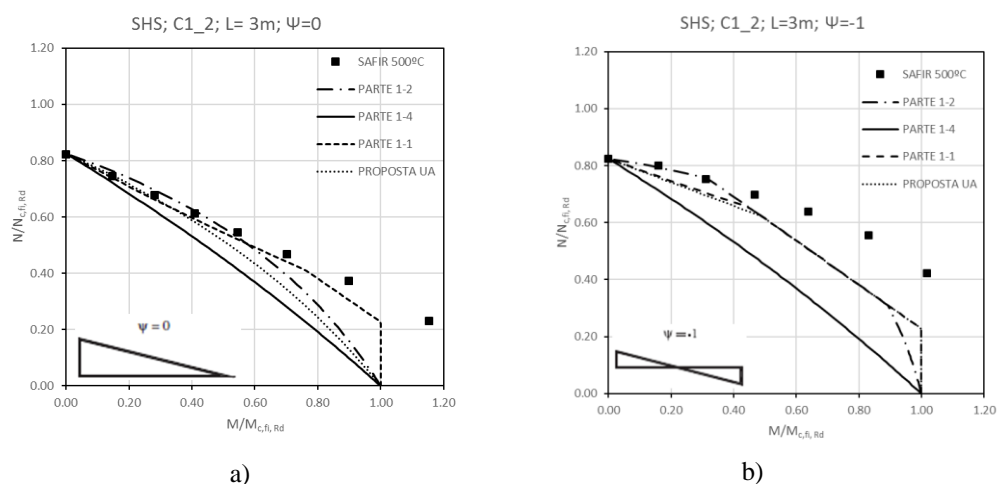 SHS; C1_2; L= 3m; Ψ=0
1.20
1.00
0.80
0.60
0.40
0.20
0.00
N/N_{c,fi,Rd}
SAFIR 500ºC
PARTE 1-2
PARTE 1-4
PARTE 1-1
PROPOSTA UA
ψ = 0
0.00 0.20 0.40 0.60 0.80 1.00 1.20
M/M_{c,fi, Rd}
a)
SHS; C1_2; L=3m; Ψ=-1
1.20
1.00
0.80
0.60
0.40
0.20
0.00
N/N_{c,fi,Rd}
SAFIR 500ºC
PARTE 1-2
PARTE 1-4
PARTE 1-1
PROPOSTA UA
ψ =-1
0.00 0.20 0.40 0.60 0.80 1.00 1.20
M/M_{c,fi, Rd}
b)